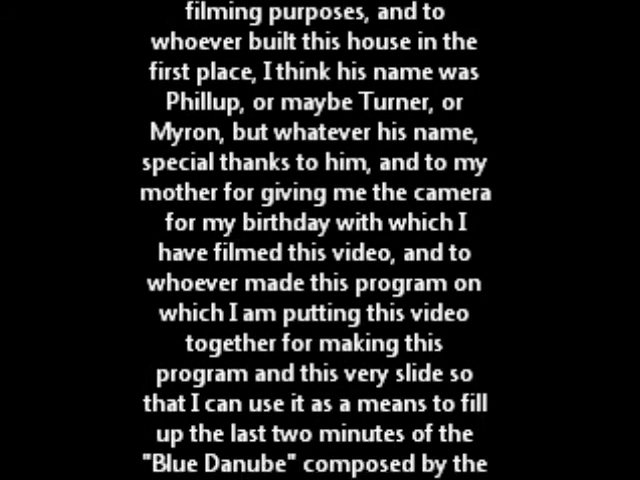 filming purposes, and to
whoever built this house in the
first place, I think his name was
Phillup, or maybe Turner, or
Myron, but whatever his name,
special thanks to him, and to my
mother for giving me the camera
for my birthday with which I
have filmed this video, and to
whoever made this program on
which I am putting this video
together for making this
program and this very slide so
that I can use it as a means to fill
up the last two minutes of the
"Blue Danube" composed by the